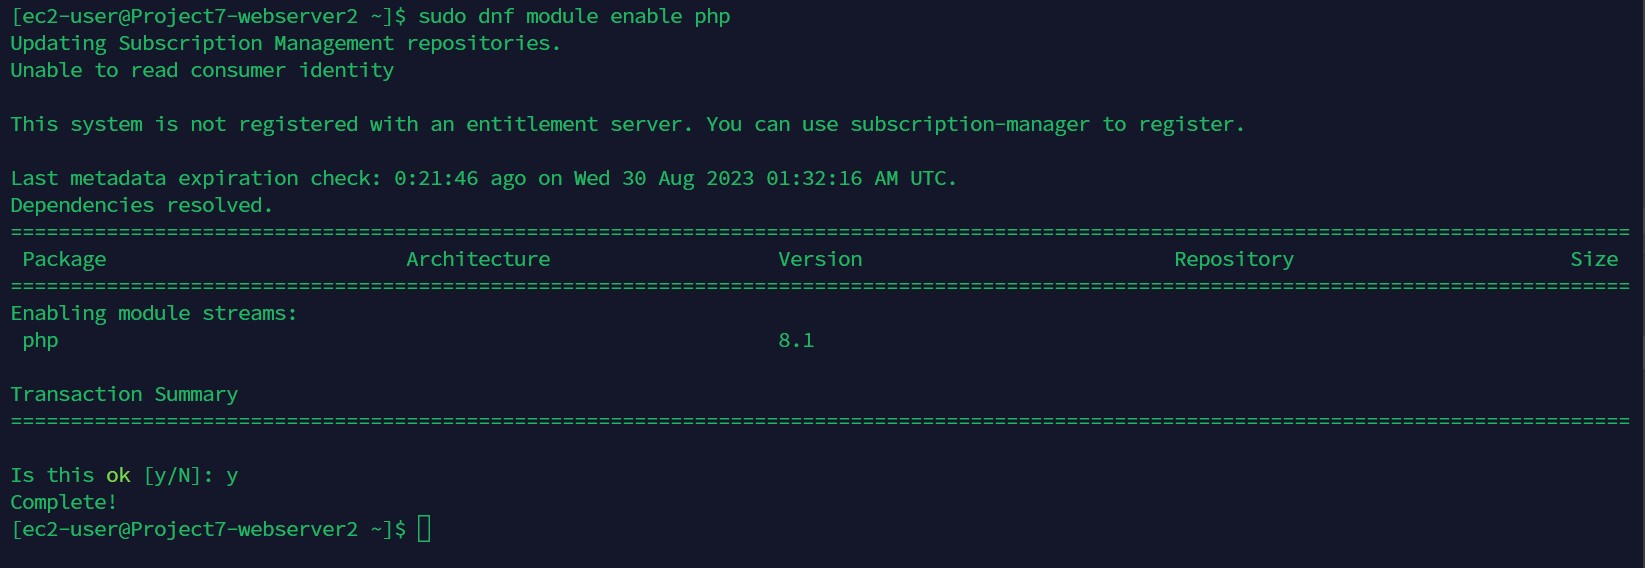 [ec2-user@Project7-webserver2 ~]$ sudo dnf module enable php
Updating Subscription Management repositories.
Unable to read consumer identity
This system is not registered with an entitlement server. You can use subscription-manager to register.
Last metadata expiration check: 0:21:46 ago on Wed 30 Aug 2023 01:32:16 AM UTC.
Dependencies resolved.
=======================================================================================================================================
Package Architecture Version Repository Size
=======================================================================================================================================
Enabling module streams:
php 8.1
Transaction Summary
=======================================================================================================================================
Is this ok [y/N]: y
Complete!
[ec2-user@Project7-webserver2 ~]$